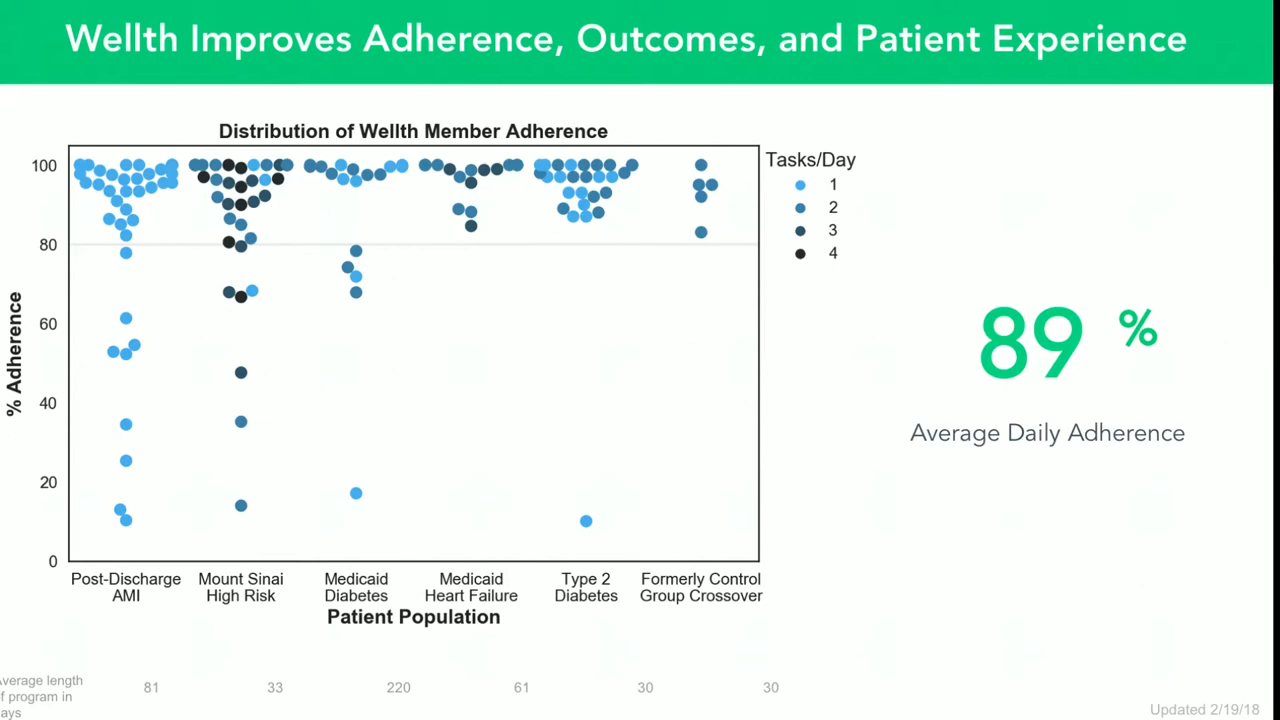 Wellth Improves Adherence, Outcomes, and Patient Experience
Distribution of Wellth Member Adherence
% Adherence
100
80
60
40
20
0
Post-Discharge
AMI
Mount Sinai
High Risk
Medicaid
Diabetes
Medicaid
Heart Failure
Type 2
Diabetes
Formerly Control
Group Crossover
Patient Population
Tasks/Day
1
2
3
4
89 %
Average Daily Adherence
verage length
f program in
ays
81
33
220
61
30
30
Updated 2/19/18